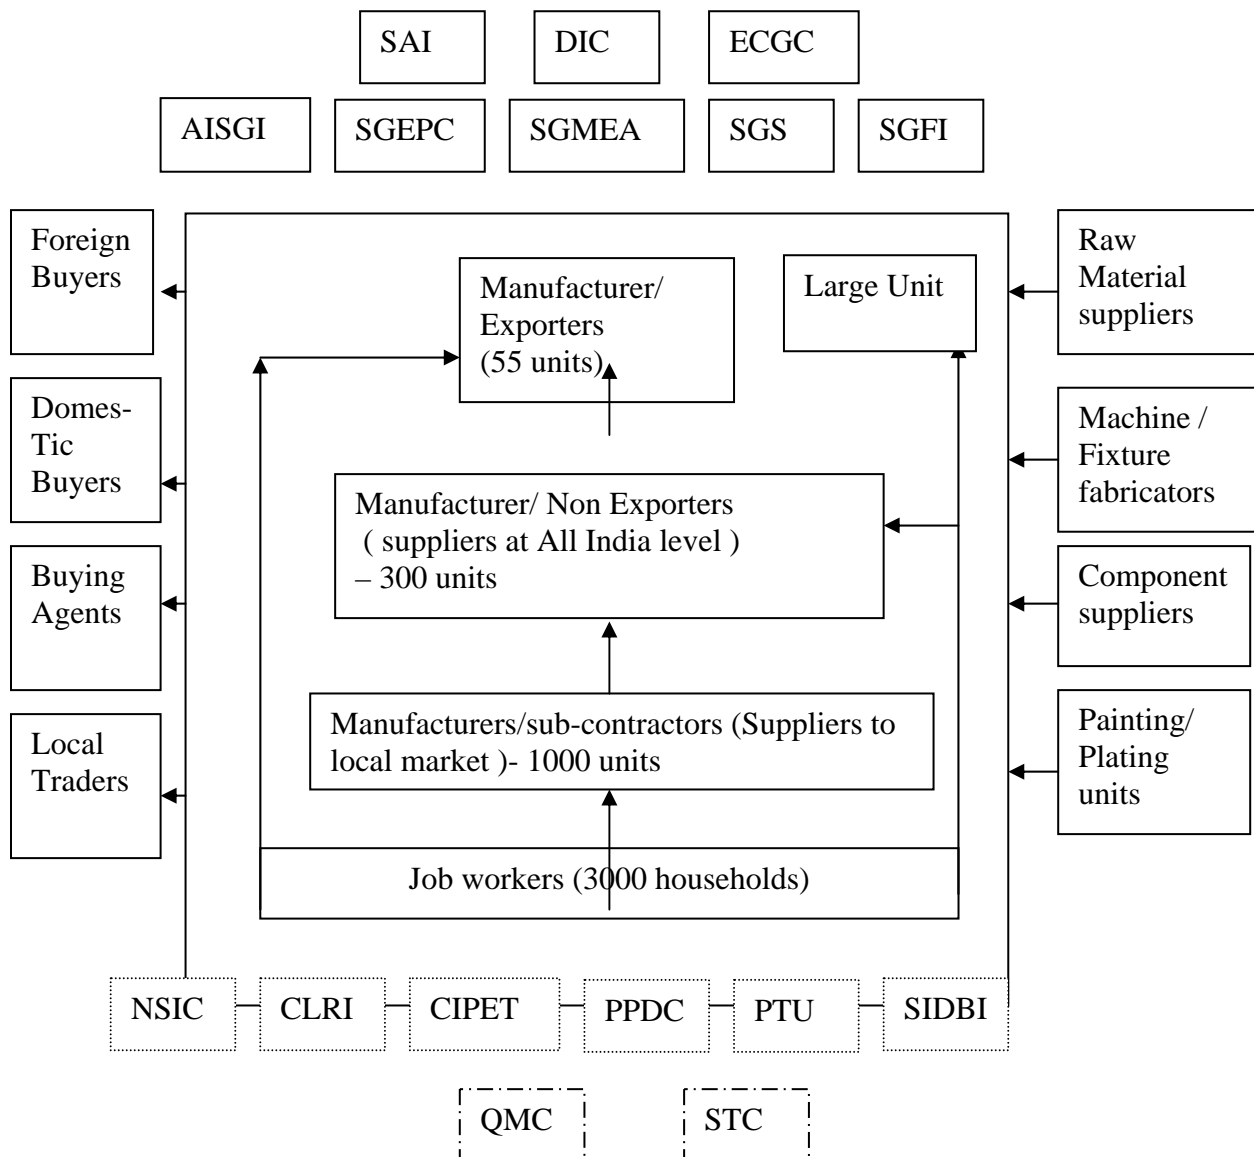 SAI
DIC
ECGC
AISGI
SGEPC
SGMEA
SGS
SGFI
Foreign
Buyers
Domes-
Tic
Buyers
Buying
Agents
Local
Traders
Manufacturer/
Exporters
(55 units)
Large Unit
Manufacturer/ Non Exporters
( suppliers at All India level )
– 300 units
Manufacturers/sub-contractors (Suppliers to
local market )- 1000 units
Job workers (3000 households)
Raw
Material
suppliers
Machine /
Fixture
fabricators
Component
suppliers
Painting/
Plating
units
NSIC
CLRI
CIPET
PPDC
PTU
SIDBI
QMC
STC